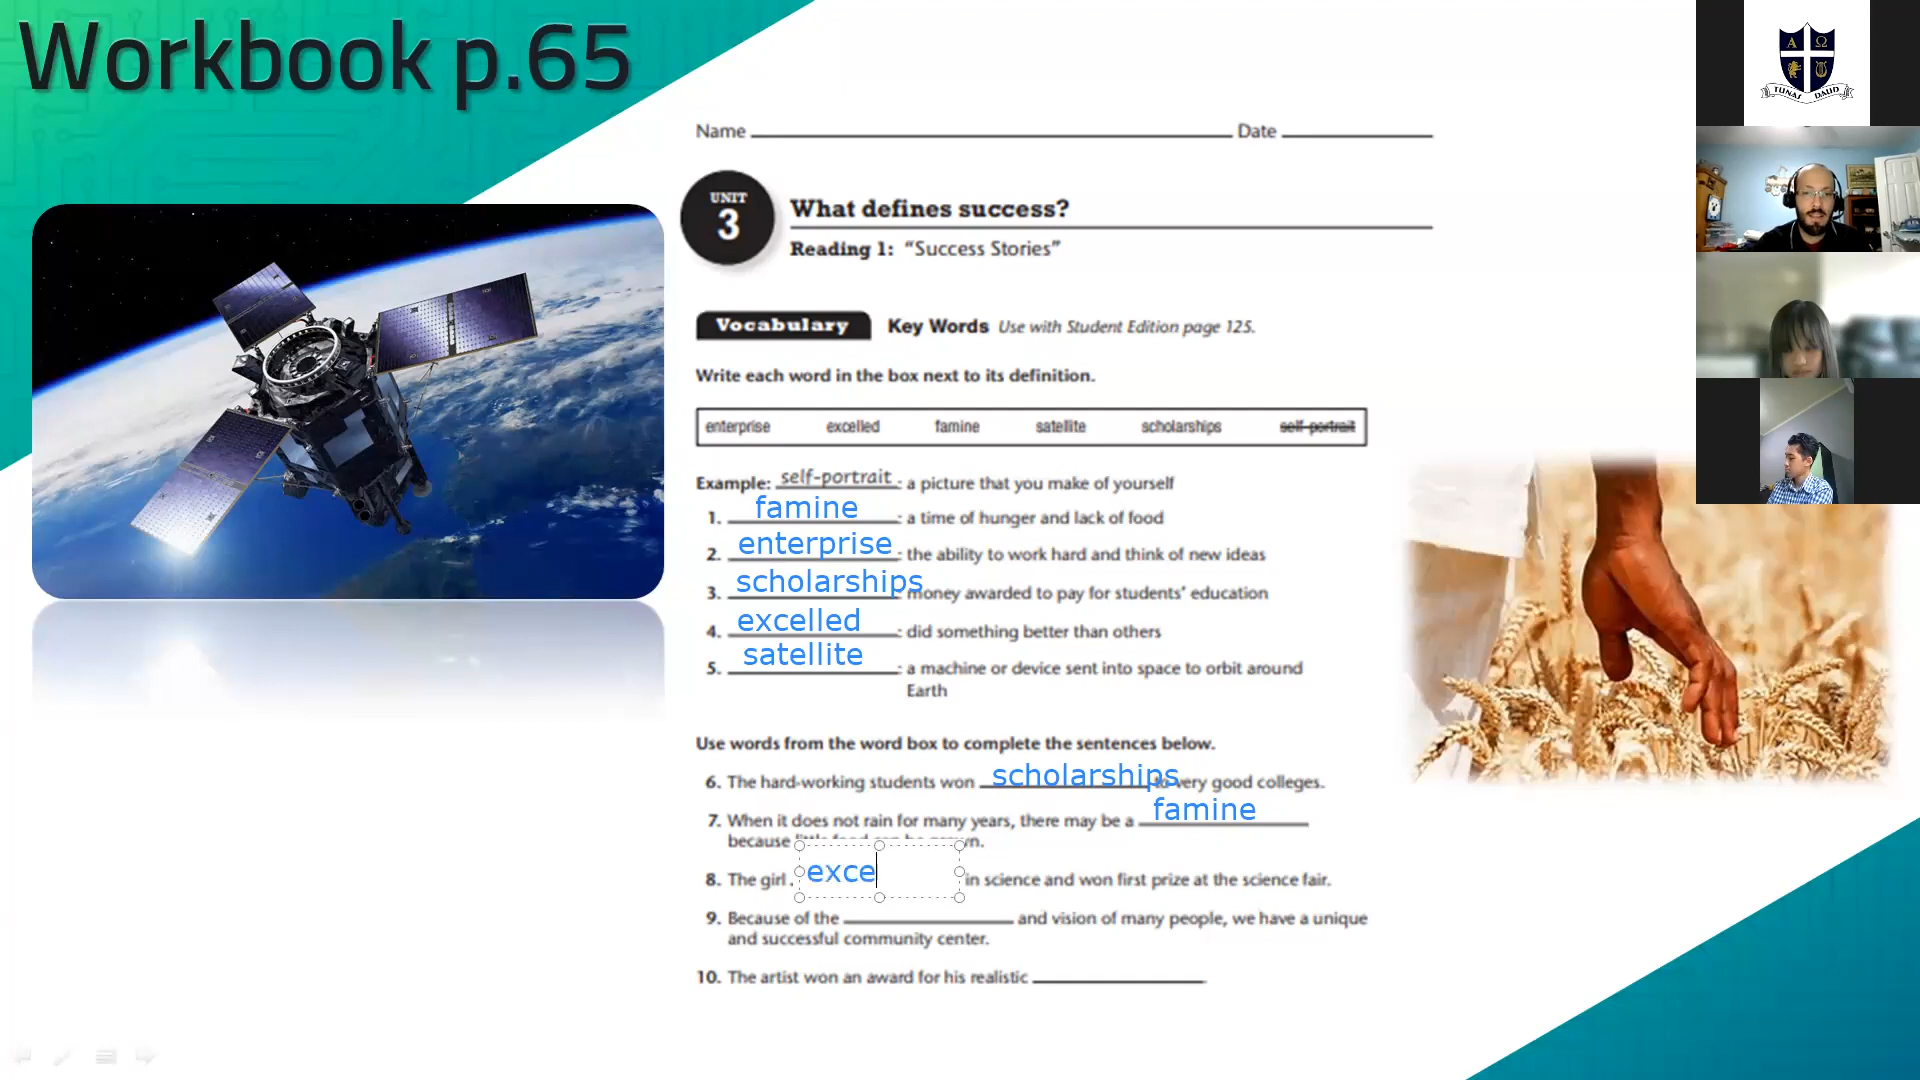 Workbook p.65
Name Date
UNIT 3
What defines success?
Reading 1: "Success Stories"
Vocabulary Key Words Use with Student Edition page 125.
Write each word in the box next to its definition.
enterprise excelled famine satellite scholarships self-portrait
Example: self-portrait : a picture that you make of yourself
1. famine : a time of hunger and lack of food
2. enterprise : the ability to work hard and think of new ideas
3. scholarships : money awarded to pay for students' education
4. excelled : did something better than others
5. satellite : a machine or device sent into space to orbit around
Earth
Use words from the word box to complete the sentences below.
6. The hard-working students won scholarships to very good colleges.
7. When it does not rain for many years, there may be a famine
because
8. The girl exce in science and won first prize at the science fair.
9. Because of the and vision of many people, we have a unique
and successful community center.
10. The artist won an award for his realistic .
Α Ω
TUNAS DAUD